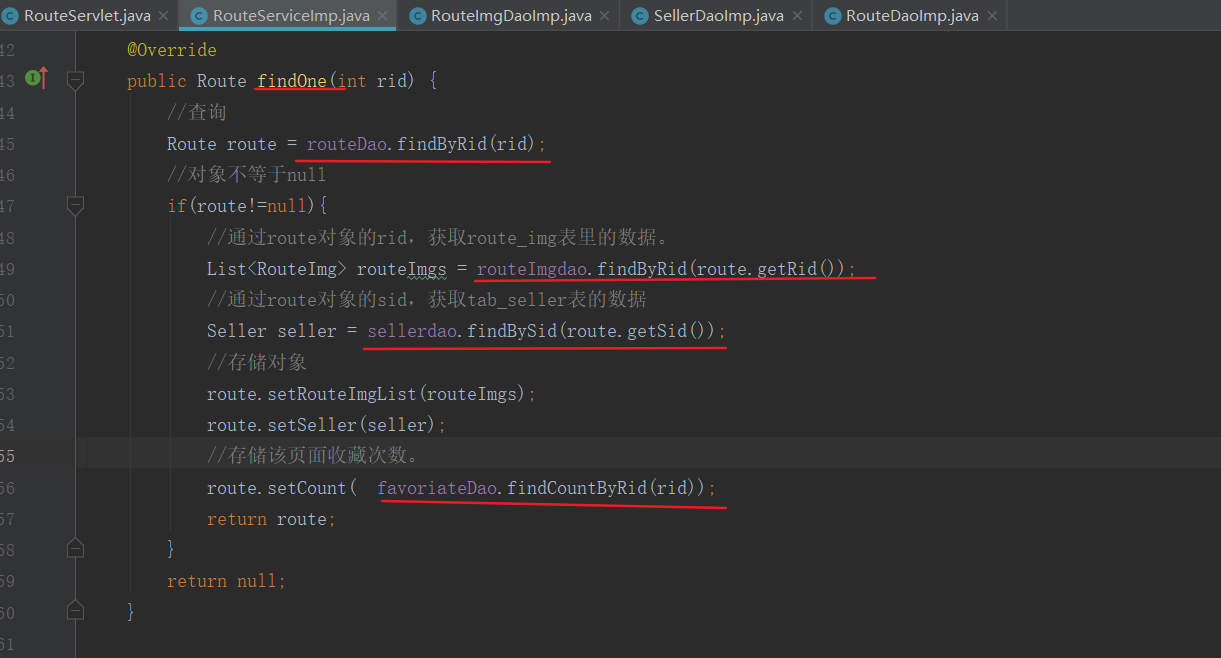 RouteServlet.java RouteServiceImp.java RouteImgDaoImp.java SellerDaoImp.java RouteDaoImp.java
42 @Override
43 public Route findOne(int rid) {
44 //查询
45 Route route = routeDao.findByRid(rid);
46 //对象不等于null
47 if(route!=null){
48 //通过route对象的rid，获取route_img表里的数据。
49 List<RouteImg> routeImgs = routeImgdao.findByRid(route.getRid());
50 //通过route对象的sid，获取tab_seller表的数据
51 Seller seller = sellerdao.findBySid(route.getSid());
52 //存储对象
53 route.setRouteImgList(routeImgs);
54 route.setSeller(seller);
55 //存储该页面收藏次数。
56 route.setCount( favoriateDao.findCountByRid(rid));
57 return route;
58 }
59 return null;
60 }
61